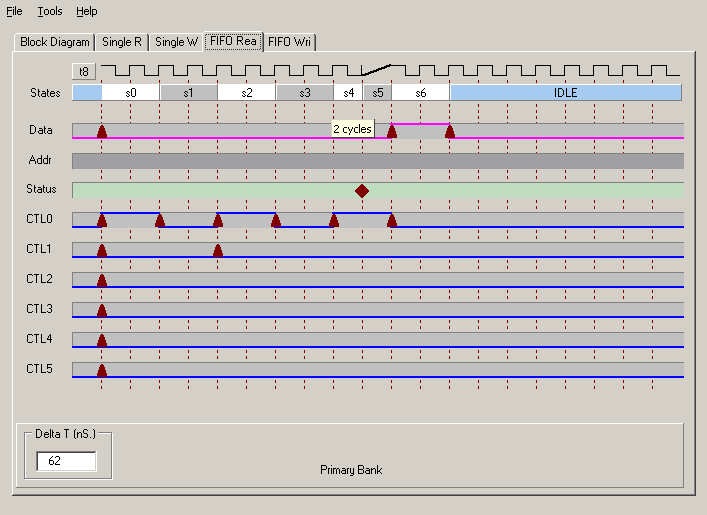 File Tools Help
Block Diagram Single R Single W FIFO Rea FIFO Wri
t8
States s0 s1 s2 s3 s4 s5 s6 IDLE
Data 2 cycles
Addr
Status
CTL0
CTL1
CTL2
CTL3
CTL4
CTL5
Delta T (nS.)
62
Primary Bank